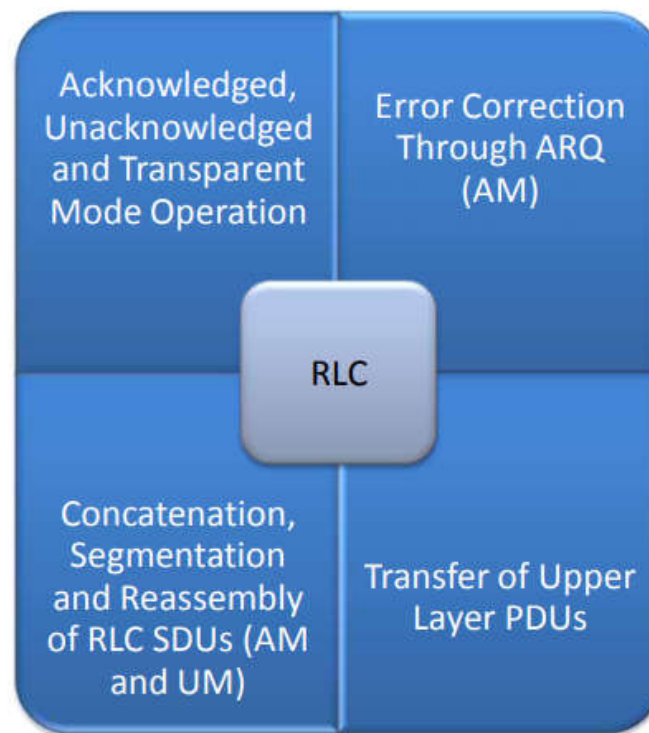 Acknowledged,
Unacknowledged
and Transparent
Mode Operation
Error Correction
Through ARQ
(AM)
RLC
Concatenation,
Segmentation
and Reassembly
of RLC SDUs (AM
and UM)
Transfer of Upper
Layer PDUs